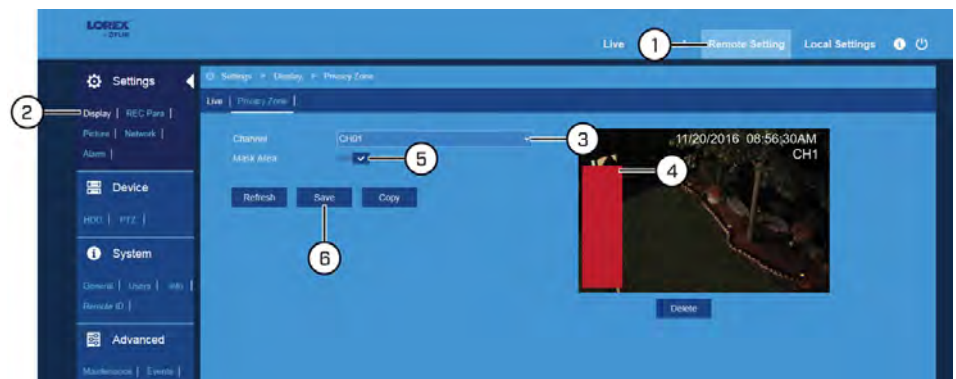 LOREX
Live
1
Remote Setting
Local Settings
Settings
Settings > Display > Privacy Zone
2
Display | REC Para |
Live | Privacy Zone |
Picture | Network |
Alarm |
Channel
CH01
3
11/20/2016 08:56:30AM
CH1
Mask Area
5
4
Device
Refresh
Save
Copy
HDD | PTZ |
6
System
General | Users | Info |
Remote ID |
Delete
Advanced
Maintenance | Events |